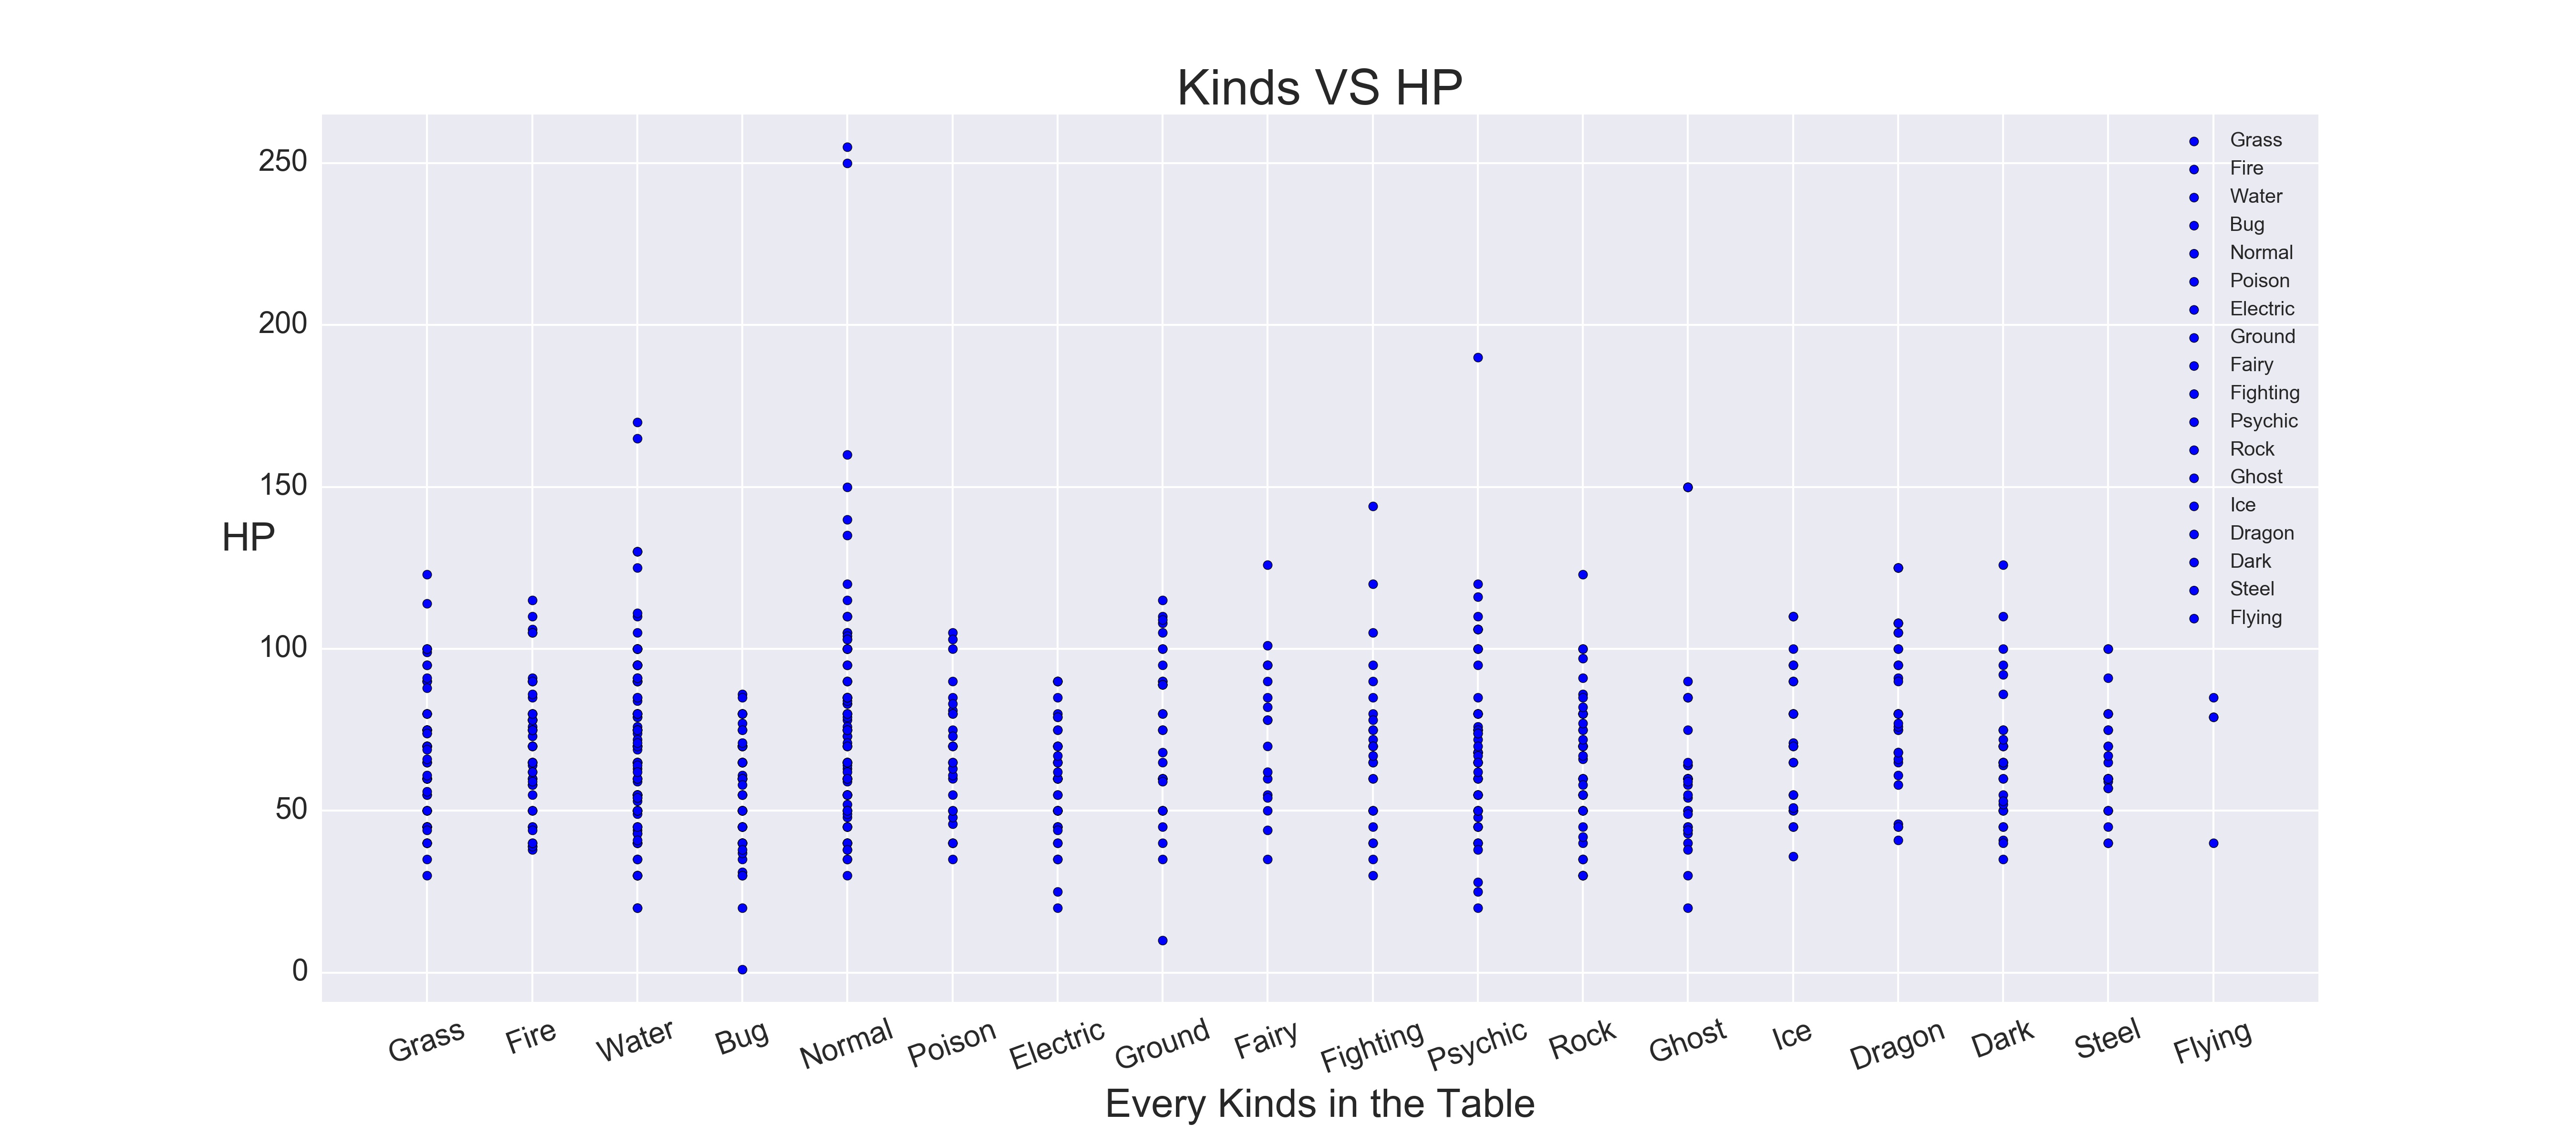 Kinds VS HP
250
200
150
100
50
0
HP
Grass
Fire
Water
Bug
Normal
Poison
Electric
Ground
Fairy
Fighting
Psychic
Rock
Ghost
Ice
Dragon
Dark
Steel
Flying
Grass Fire Water Bug Normal Poison Electric Ground Fairy Fighting Psychic Rock Ghost Ice Dragon Dark Steel Flying
Every Kinds in the Table